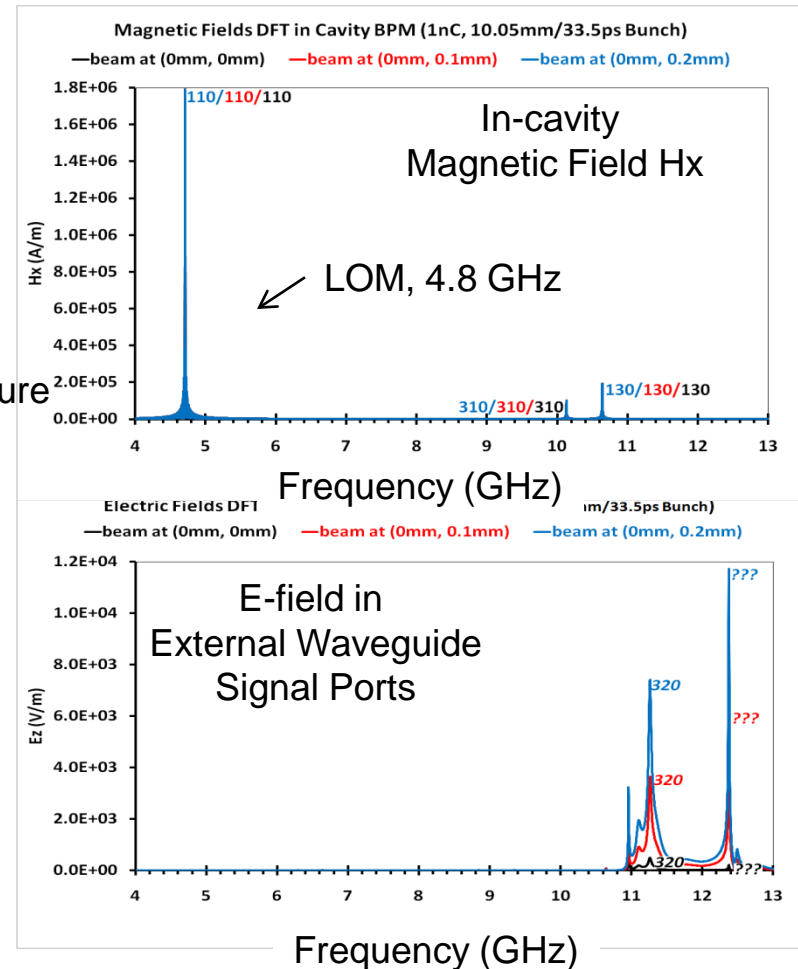 Magnetic Fields DFT in Cavity BPM (1nC, 10.05mm/33.5ps Bunch)
—beam at (0mm, 0mm) —beam at (0mm, 0.1mm) —beam at (0mm, 0.2mm)
1.8E+06
1.6E+06
1.4E+06
1.2E+06
1.0E+06
8.0E+05
6.0E+05
4.0E+05
2.0E+05
0.0E+00
Hx (A/m)
110/110/110
In-cavity
Magnetic Field Hx
LOM, 4.8 GHz
ure
310/310/310
130/130/130
4 5 6 7 8 9 10 11 12 13
Frequency (GHz)
Electric Fields DFT m/33.5ps Bunch)
—beam at (0mm, 0mm) —beam at (0mm, 0.1mm) —beam at (0mm, 0.2mm)
1.2E+04
1.0E+04
8.0E+03
6.0E+03
4.0E+03
2.0E+03
0.0E+00
Ez (V/m)
E-field in
External Waveguide
Signal Ports
???
320
???
320
320
???
4 5 6 7 8 9 10 11 12 13
Frequency (GHz)